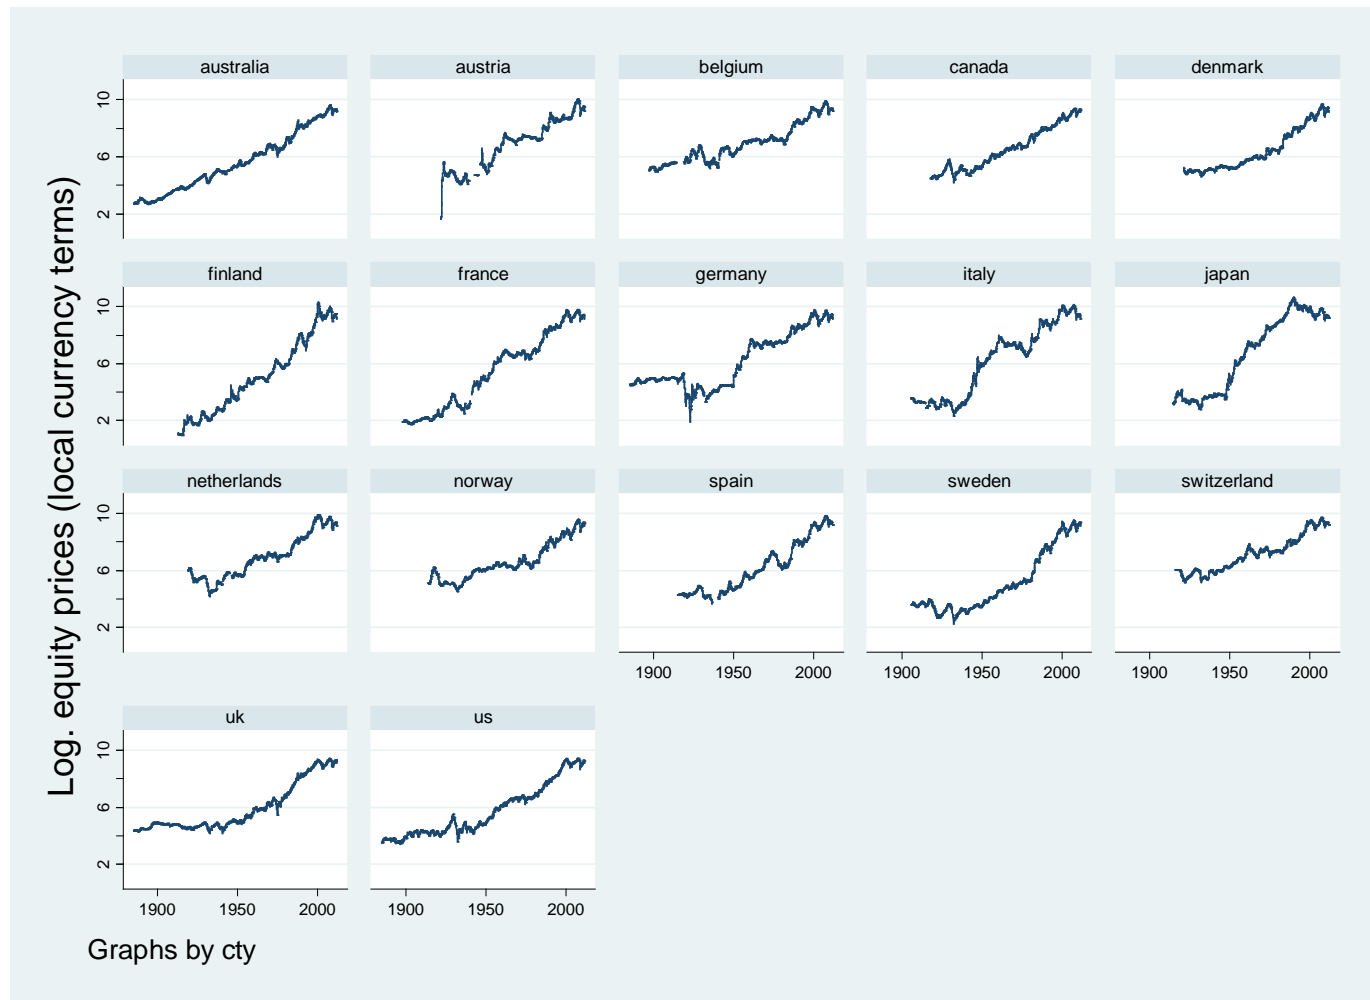 Log. equity prices (local currency terms)
australia austria belgium canada denmark
10
6
2
finland france germany italy japan
10
6
2
netherlands norway spain sweden switzerland
10
6
2
1900 1950 2000 1900 1950 2000 1900 1950 2000
uk us
10
6
2
1900 1950 2000 1900 1950 2000
Graphs by cty